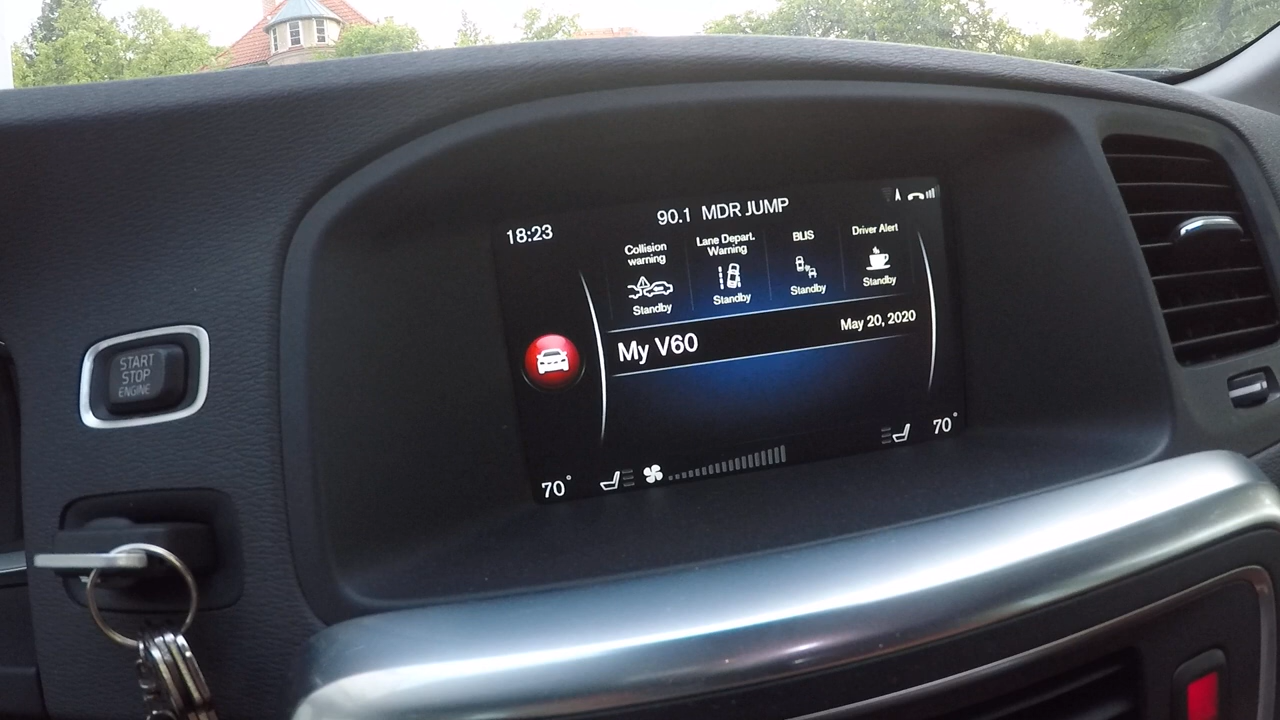 90.1 MDR JUMP
18:23
Collision
warning
Standby
Lane Depart.
Warning
Standby
BLIS
Standby
Driver Alert
Standby
My V60
May 20, 2020
70°
70°
START
STOP
ENGINE